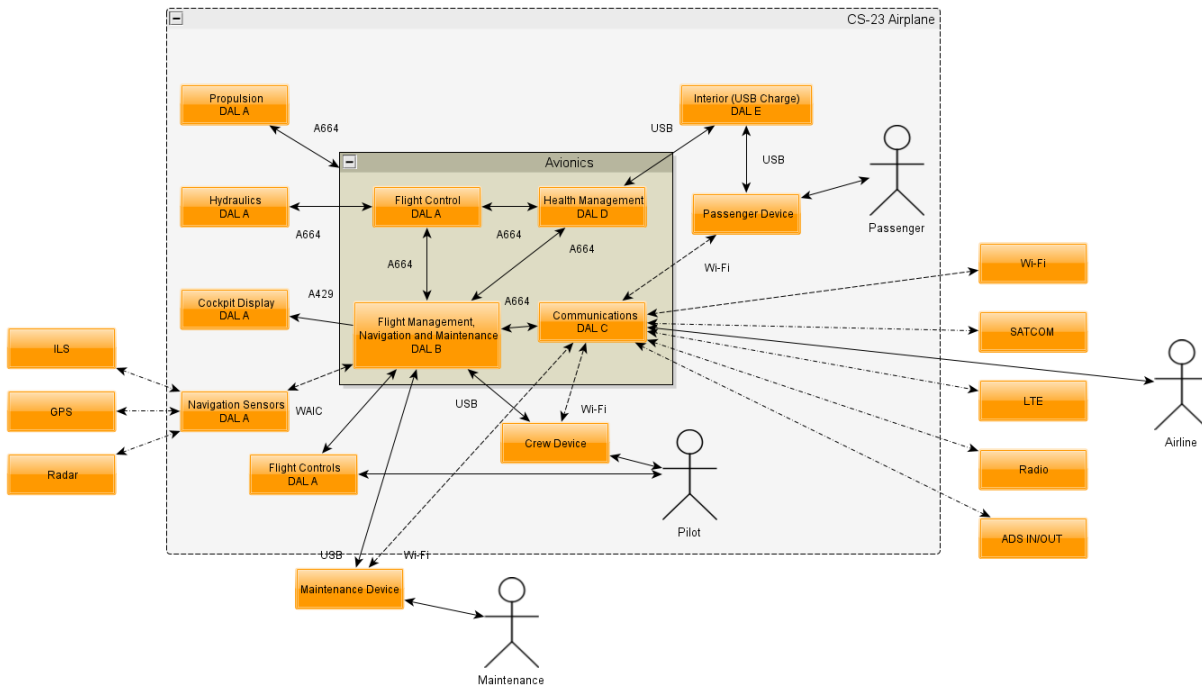 CS-23 Airplane
Propulsion
DAL A
Interior (USB Charge)
DAL E
A664
USB
USB
Avionics
Hydraulics
DAL A
Flight Control
DAL A
Health Management
DAL D
Passenger Device
Passenger
A664
A664
A664
A664
Wi-Fi
Wi-Fi
Cockpit Display
DAL A
A429
Flight Management,
Navigation and Maintenance
DAL B
A664
Communications
DAL C
SATCOM
ILS
GPS
Navigation Sensors
DAL A
WAIC
USB
Wi-Fi
LTE
Airline
Crew Device
Radar
Flight Controls
DAL A
Radio
Pilot
ADS IN/OUT
USB
Wi-Fi
Maintenance Device
Maintenance